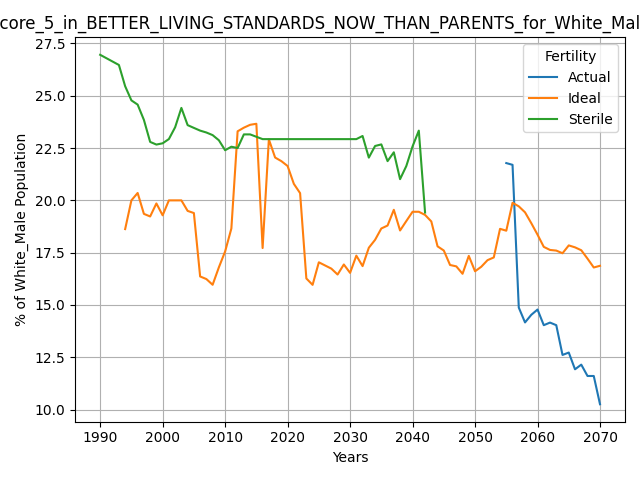 core_5_in_BETTER_LIVING_STANDARDS_NOW_THAN_PARENTS_for_White_Mal
27.5
25.0
22.5
20.0
17.5
15.0
12.5
10.0
% of White_Male Population
Fertility
Actual
Ideal
Sterile
1990 2000 2010 2020 2030 2040 2050 2060 2070
Years